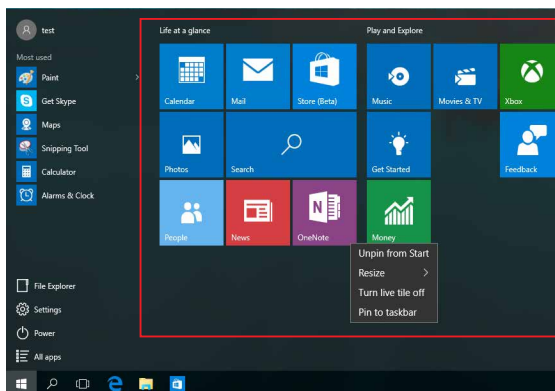 test
Most used
Paint
Get Skype
Maps
Snipping Tool
Calculator
Alarms & Clock
File Explorer
Settings
Power
All apps
Life at a glance
Play and Explore
Calendar
Mail
Store (Beta)
Music
Movies & TV
Xbox
Photos
Search
Get Started
Feedback
People
News
OneNote
Money
Unpin from Start
Resize
Turn live tile off
Pin to taskbar